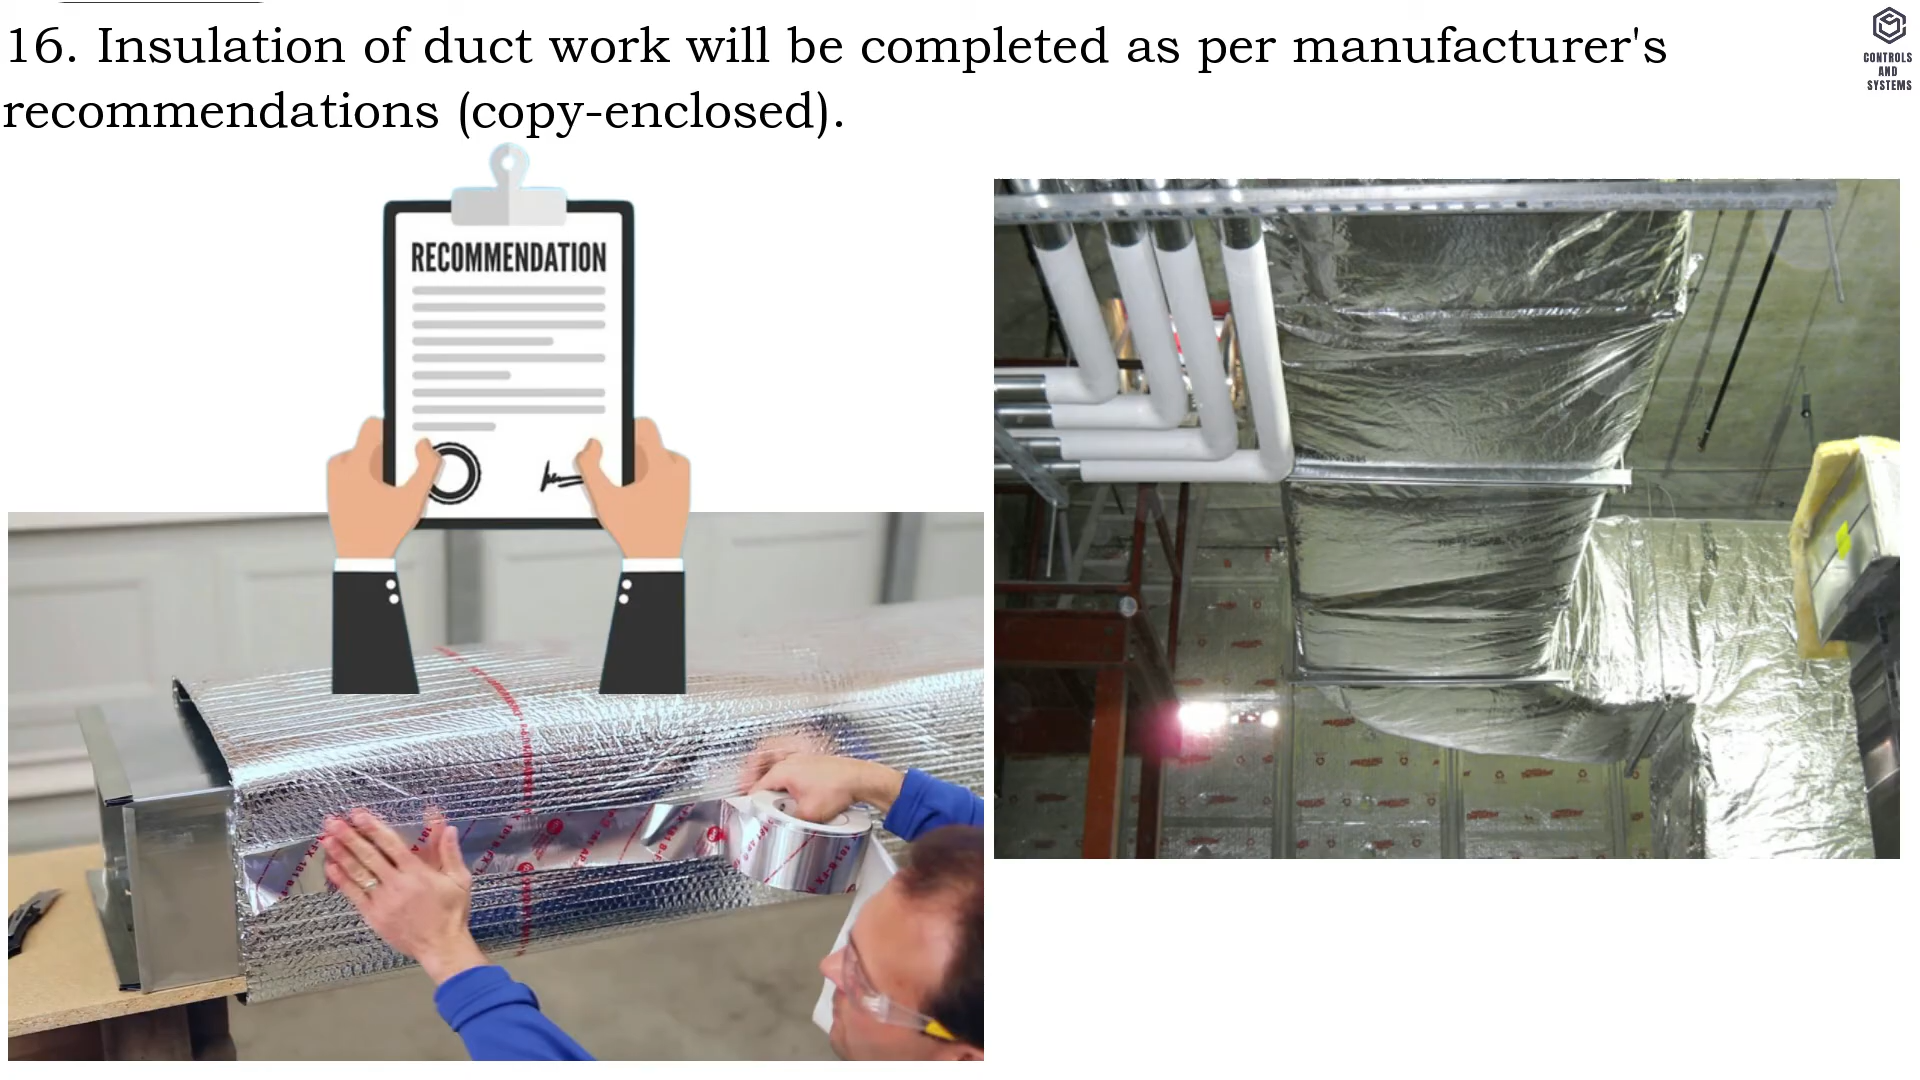 16. Insulation of duct work will be completed as per manufacturer's
recommendations (copy-enclosed).
CONTROLS
AND
SYSTEMS
RECOMMENDATION